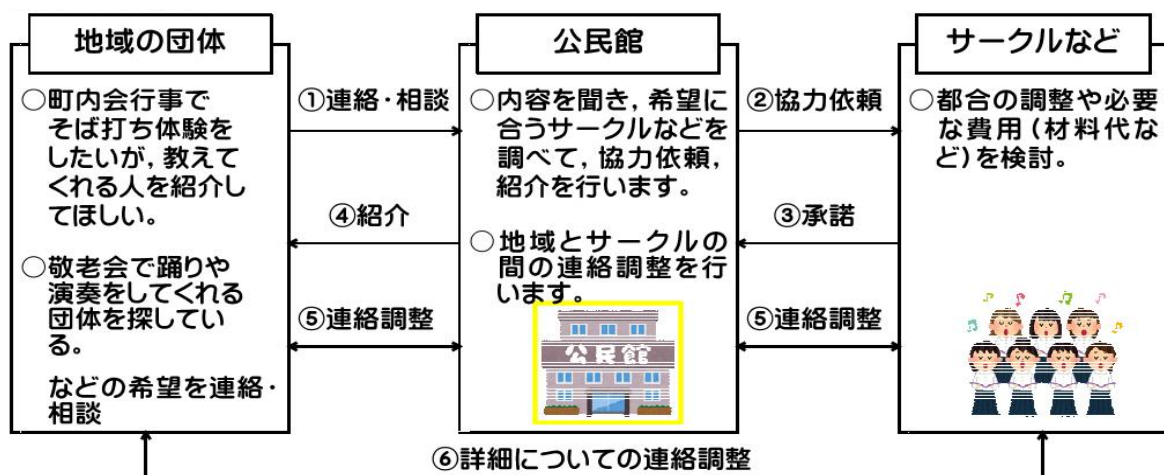 地域の団体
○町内会行事で
そば打ち体験を
したいが，教えて
くれる人を紹介し
てほしい。
○敬老会で踊りや
演奏をしてくれる
団体を探してい
る。
などの希望を連絡・
相談
①連絡・相談
④紹介
⑤連絡調整
公民館
○内容を聞き，希望に
合うサークルなどを
調べて，協力依頼，
紹介を行います。
○地域とサークルの
間の連絡調整を行
います。
公民館
②協力依頼
③承諾
⑤連絡調整
サークルなど
○都合の調整や必要
な費用（材料代な
ど）を検討。
⑥詳細についての連絡調整